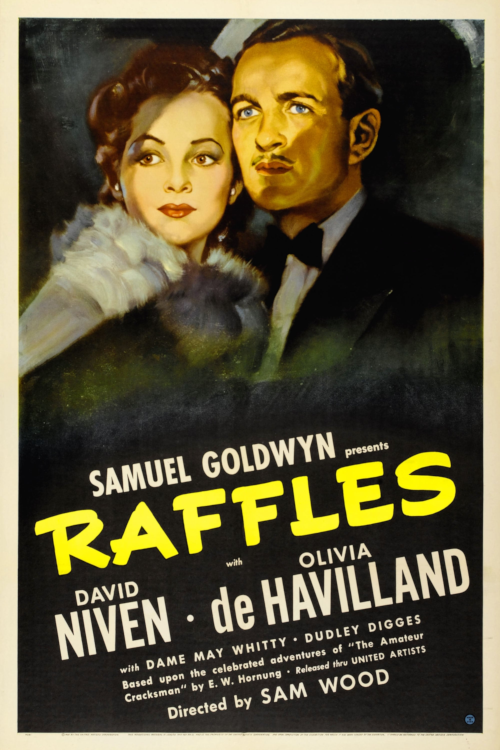 SAMUEL GOLDWYN presents
RAFFLES
with
DAVID OLIVIA
NIVEN · de HAVILLAND
with DAME MAY WHITTY · DUDLEY DIGGES
Based upon the celebrated adventures of "The Amateur
Cracksman" by E. W. Hornung · Released thru UNITED ARTISTS
Directed by SAM WOOD